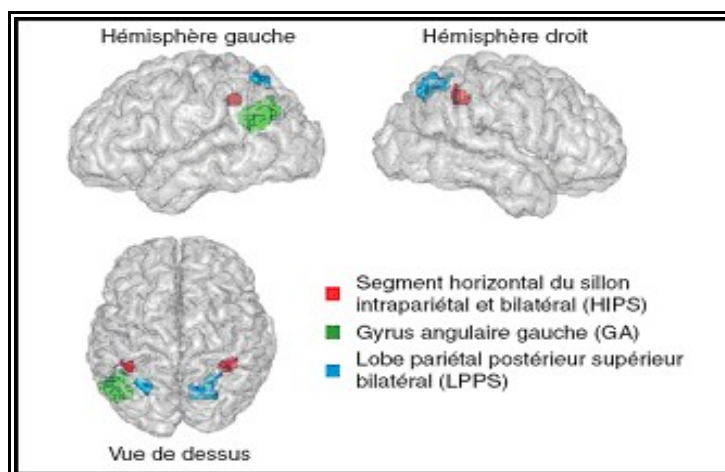 Hémisphère gauche
Hémisphère droit
Segment horizontal du sillon
intrapariétal et bilatéral (HIPS)
Gyrus angulaire gauche (GA)
Lobe pariétal postérieur supérieur
bilatéral (LPPS)
Vue de dessus